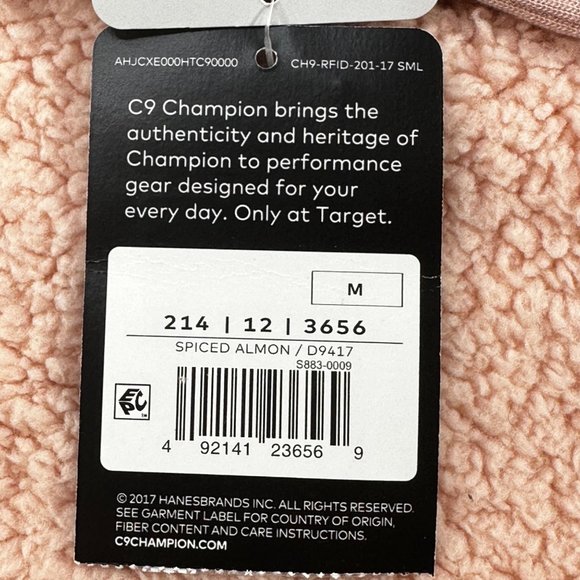 AHJCXE000HTC90000 CH9-RFID-201-17 SML
C9 Champion brings the
authenticity and heritage of
Champion to performance
gear designed for your
every day. Only at Target.
M
214 | 12 | 3656
SPICED ALMON / D9417
S883-0009
EPC
4 92141 23656 9
© 2017 HANESBRANDS INC. ALL RIGHTS RESERVED.
SEE GARMENT LABEL FOR COUNTRY OF ORIGIN,
FIBER CONTENT AND CARE INSTRUCTIONS.
C9CHAMPION.COM